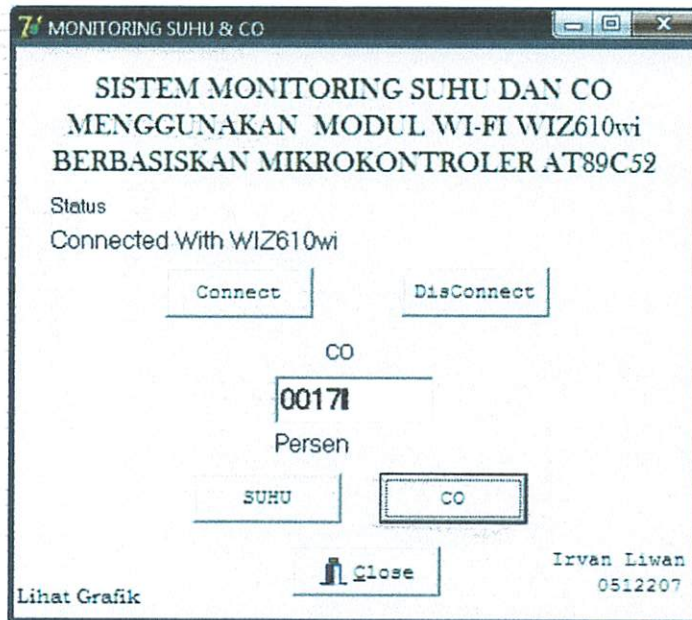 MONITORING SUHU & CO
SISTEM MONITORING SUHU DAN CO
MENGGUNAKAN MODUL WI-FI WIZ610wi
BERBASISKAN MIKROKONTROLER AT89C52
Status
Connected With WIZ610wi
Connect DisConnect
CO
0017
Persen
SUHU CO
Close
Irvan Liwan
0512207
Lihat Grafik